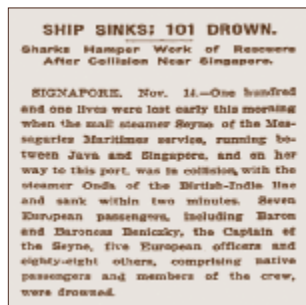 SHIP SINKS; 101 DROWN.
Sharks Hamper Work of Rescuers
After Collision Near Singapore.
SIGNAPORE. Nov. 14.—One hundred
and one lives were lost early this morning
when the mail steamer Seyne of the Mes-
sageries Maritimes service, running be-
tween Java and Singapore, and on her
way to this port, was in collision, with the
steamer Onda of the Birtish-India line
and sank within two minutes. Seven
European passengers, including Baron
and Baroness Beniczky, the Captain of
the Seyne, five European officers and
eighty-eight others, comprising native
passengers and members of the crew,
were drowned.